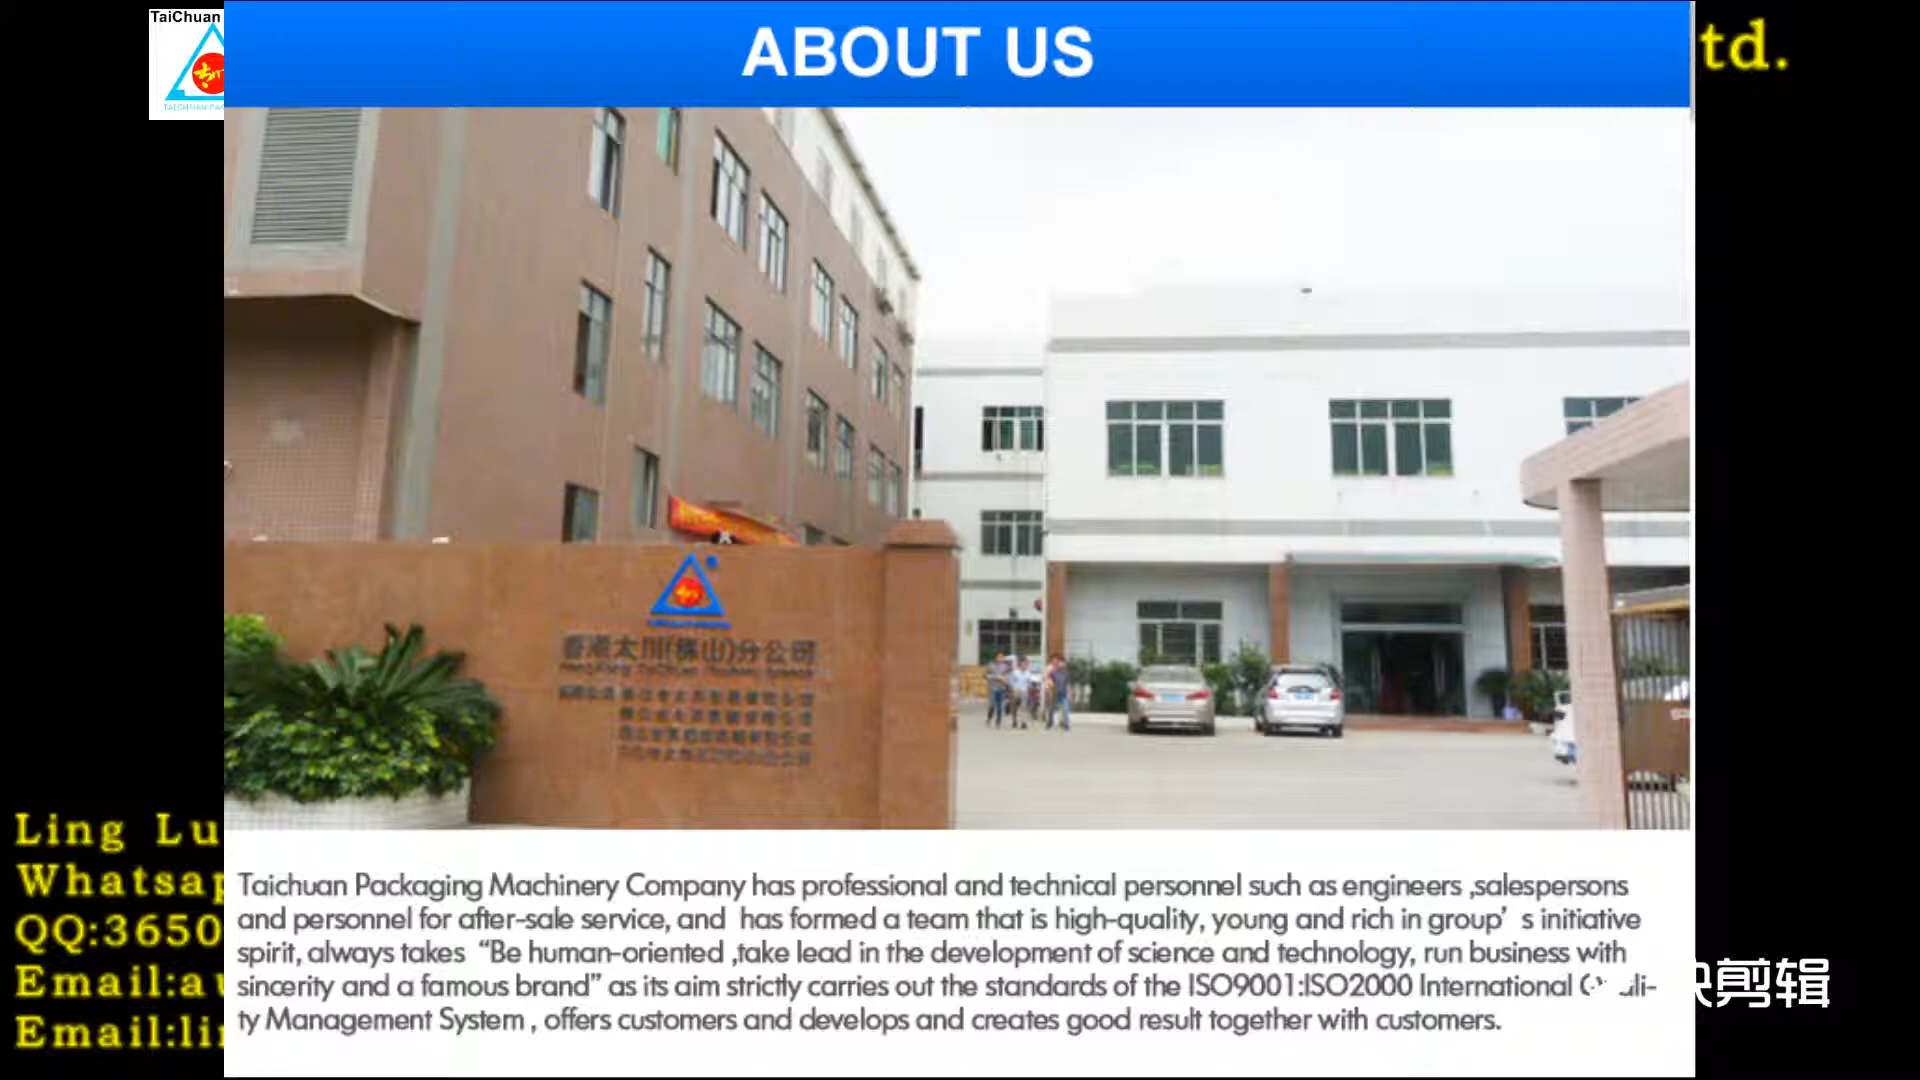 TaiChuan
ABOUT US
td.
香港太川(佛山)分公司
Ling Lu
Whatsap
QQ:3650
Email:au
Email:lin
Taichuan Packaging Machinery Company has professional and technical personnel such as engineers ,salespersons
and personnel for after-sale service, and has formed a team that is high-quality, young and rich in group’ s initiative
spirit, always takes “Be human-oriented ,take lead in the development of science and technology, run business with
sincerity and a famous brand” as its aim strictly carries out the standards of the ISO9001:ISO2000 International
ty Management System , offers customers and develops and creates good result together with customers.
剪辑